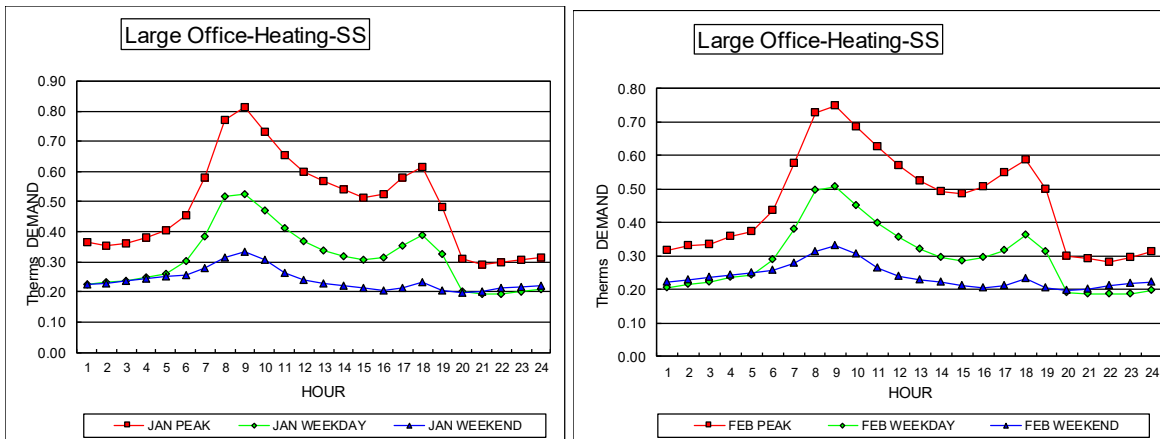 Large Office-Heating-SS
0.90
0.80
0.70
0.60
0.50
0.40
0.30
0.20
0.10
0.00
Therms DEMAND
1 2 3 4 5 6 7 8 9 10 11 12 13 14 15 16 17 18 19 20 21 22 23 24
HOUR
JAN PEAK JAN WEEKDAY JAN WEEKEND
Large Office-Heating-SS
0.80
0.70
0.60
0.50
0.40
0.30
0.20
0.10
0.00
Therms DEMAND
1 2 3 4 5 6 7 8 9 10 11 12 13 14 15 16 17 18 19 20 21 22 23 24
HOUR
FEB PEAK FEB WEEKDAY FEB WEEKEND